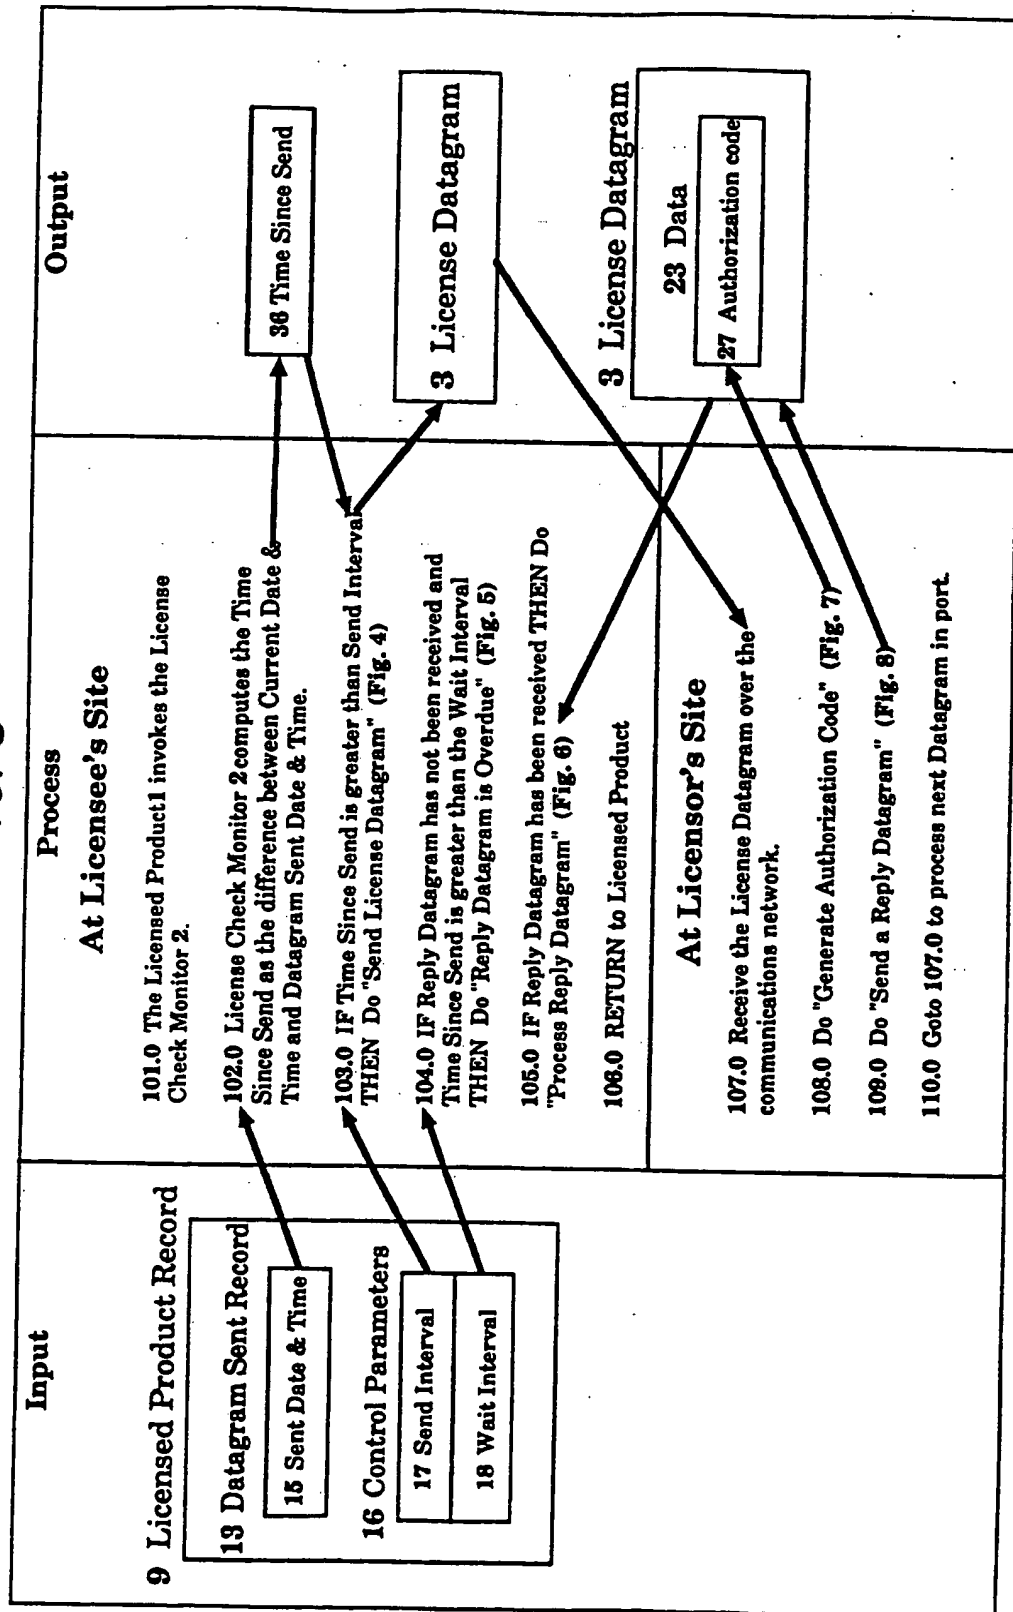 Input
Process
Output
9 Licensed Product Record
13 Datagram Sent Record
15 Sent Date & Time
16 Control Parameters
17 Send Interval
18 Wait Interval
At Licensee's Site
101.0 The Licensed Product1 invokes the License
Check Monitor 2.
102.0 License Check Monitor 2 computes the Time
Since Send as the difference between Current Date &
Time and Datagram Sent Date & Time.
103.0 IF Time Since Send is greater than Send Interval
THEN Do "Send License Datagram" (Fig. 4)
104.0 IF Reply Datagram has not been received and
Time Since Send is greater than the Wait Interval
THEN Do "Reply Datagram is Overdue" (Fig. 5)
105.0 IF Reply Datagram has been received THEN Do
"Process Reply Datagram" (Fig. 6)
106.0 RETURN to Licensed Product
At Licensor's Site
107.0 Receive the License Datagram over the
communications network.
108.0 Do "Generate Authorization Code" (Fig. 7)
109.0 Do "Send a Reply Datagram" (Fig. 8)
110.0 Goto 107.0 to process next Datagram in port.
36 Time Since Send
3 License Datagram
3 License Datagram
23 Data
27 Authorization code